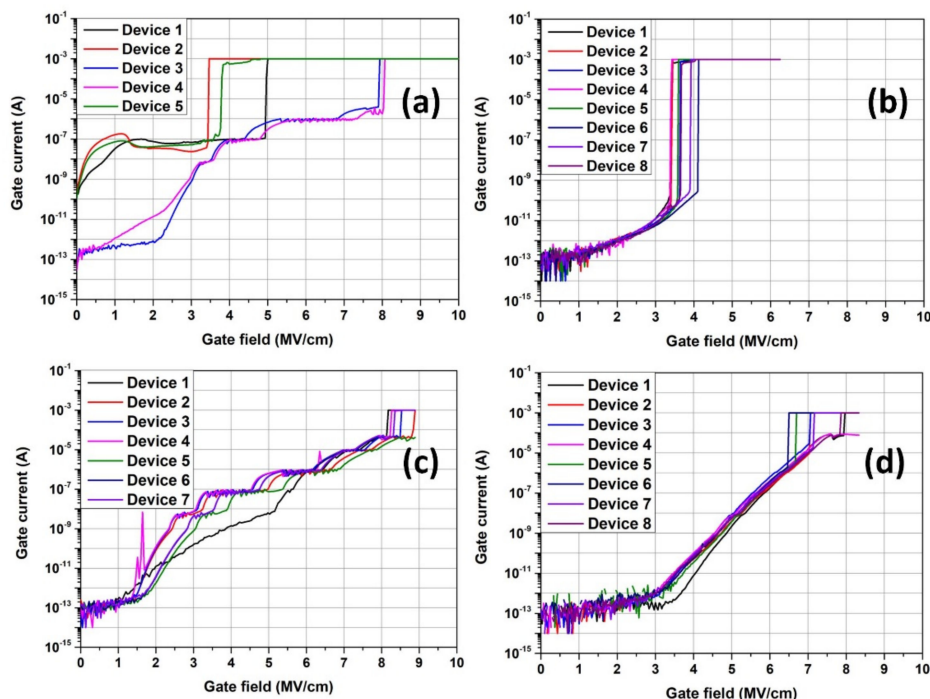 10⁻¹
10⁻³
10⁻⁵
10⁻⁷
10⁻⁹
10⁻¹¹
10⁻¹³
10⁻¹⁵
Gate current (A)
Device 1
Device 2
Device 3
Device 4
Device 5
(a)
0 1 2 3 4 5 6 7 8 9 10
Gate field (MV/cm)
10⁻¹
10⁻³
10⁻⁵
10⁻⁷
10⁻⁹
10⁻¹¹
10⁻¹³
10⁻¹⁵
Gate current (A)
Device 1
Device 2
Device 3
Device 4
Device 5
Device 6
Device 7
Device 8
(b)
0 1 2 3 4 5 6 7 8 9 10
Gate field (MV/cm)
10⁻¹
10⁻³
10⁻⁵
10⁻⁷
10⁻⁹
10⁻¹¹
10⁻¹³
10⁻¹⁵
Gate current (A)
Device 1
Device 2
Device 3
Device 4
Device 5
Device 6
Device 7
(c)
0 1 2 3 4 5 6 7 8 9 10
Gate field (MV/cm)
10⁻¹
10⁻³
10⁻⁵
10⁻⁷
10⁻⁹
10⁻¹¹
10⁻¹³
10⁻¹⁵
Gate current (A)
Device 1
Device 2
Device 3
Device 4
Device 5
Device 6
Device 7
Device 8
(d)
0 1 2 3 4 5 6 7 8 9 10
Gate field (MV/cm)